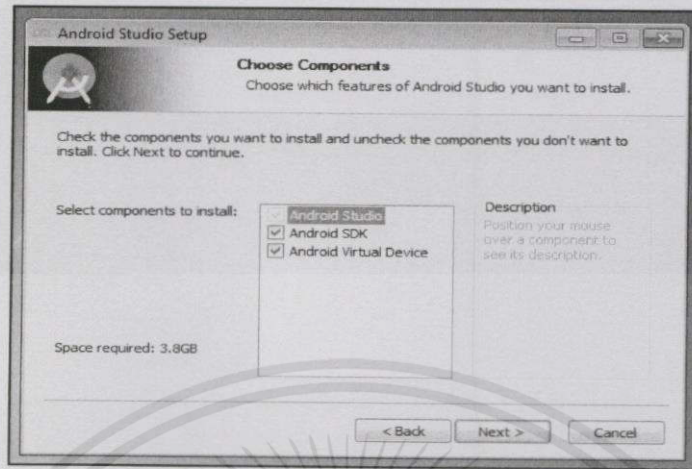 Android Studio Setup
Choose Components
Choose which features of Android Studio you want to install.
Check the components you want to install and uncheck the components you don't want to
install. Click Next to continue.
Select components to install:
Android Studio
Android SDK
Android Virtual Device
Description
Position your mouse
over a component to
see its description.
Space required: 3.8GB
< Back
Next >
Cancel